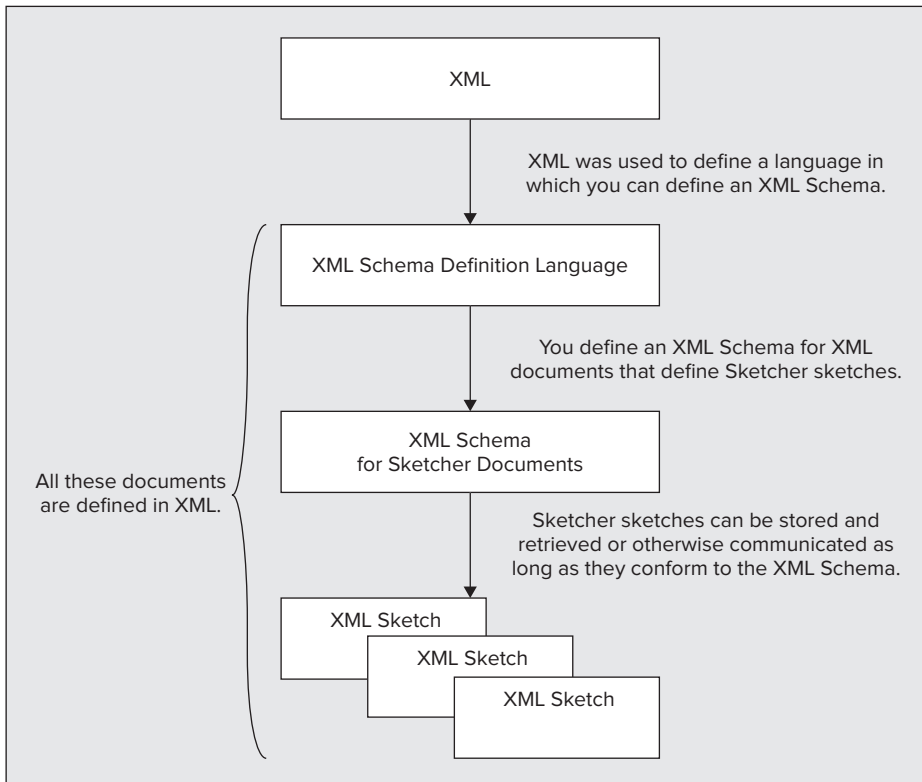 XML
XML was used to define a language in
which you can define an XML Schema.
XML Schema Definition Language
You define an XML Schema for XML
documents that define Sketcher sketches.
XML Schema
for Sketcher Documents
All these documents
are defined in XML.
Sketcher sketches can be stored and
retrieved or otherwise communicated as
long as they conform to the XML Schema.
XML Sketch
XML Sketch
XML Sketch